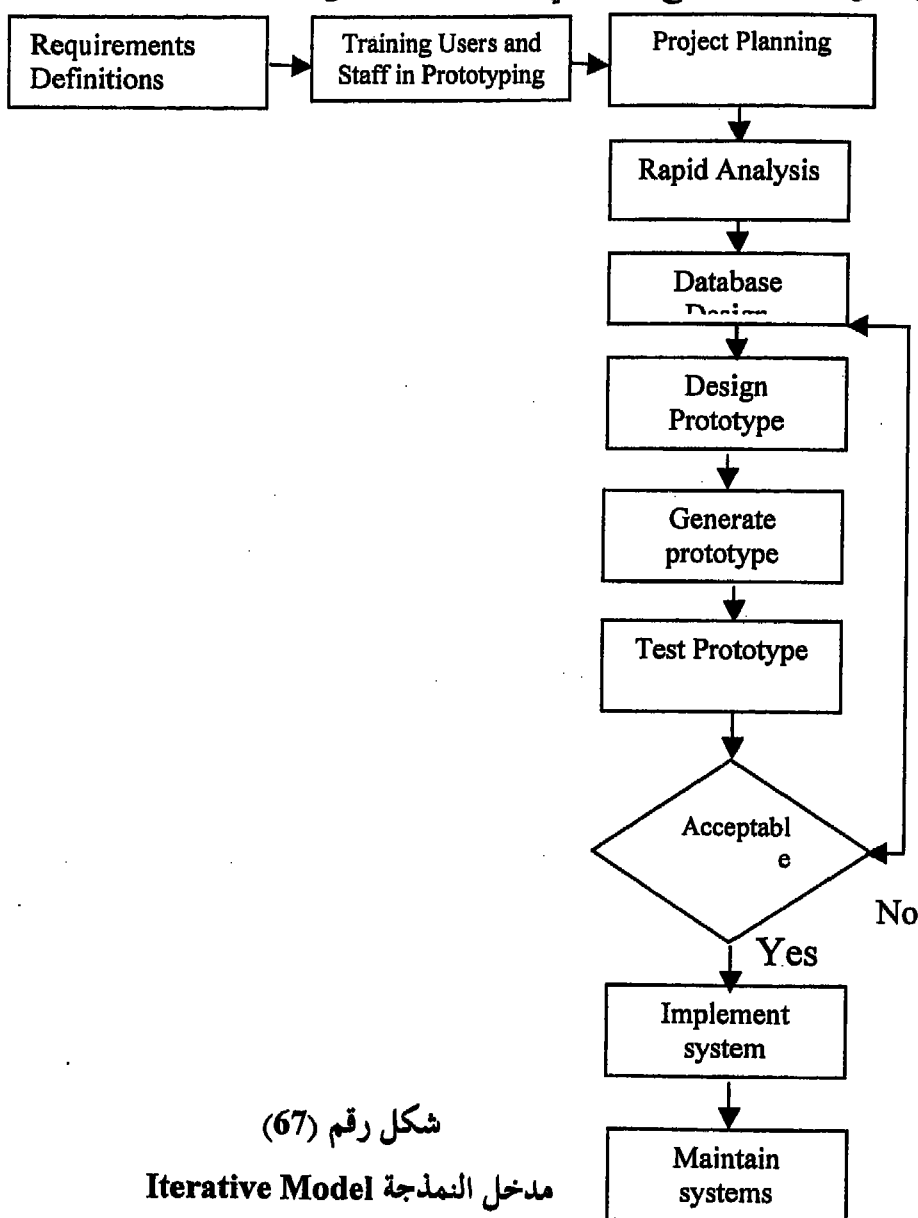 Requirements
Definitions
Training Users and
Staff in Prototyping
Project Planning
Rapid Analysis
Database
Design
Design
Prototype
Generate
prototype
Test Prototype
Acceptabl
e
No
Yes
Implement
system
Maintain
systems
شكل رقم (67)
مدخل النمذجة Iterative Model